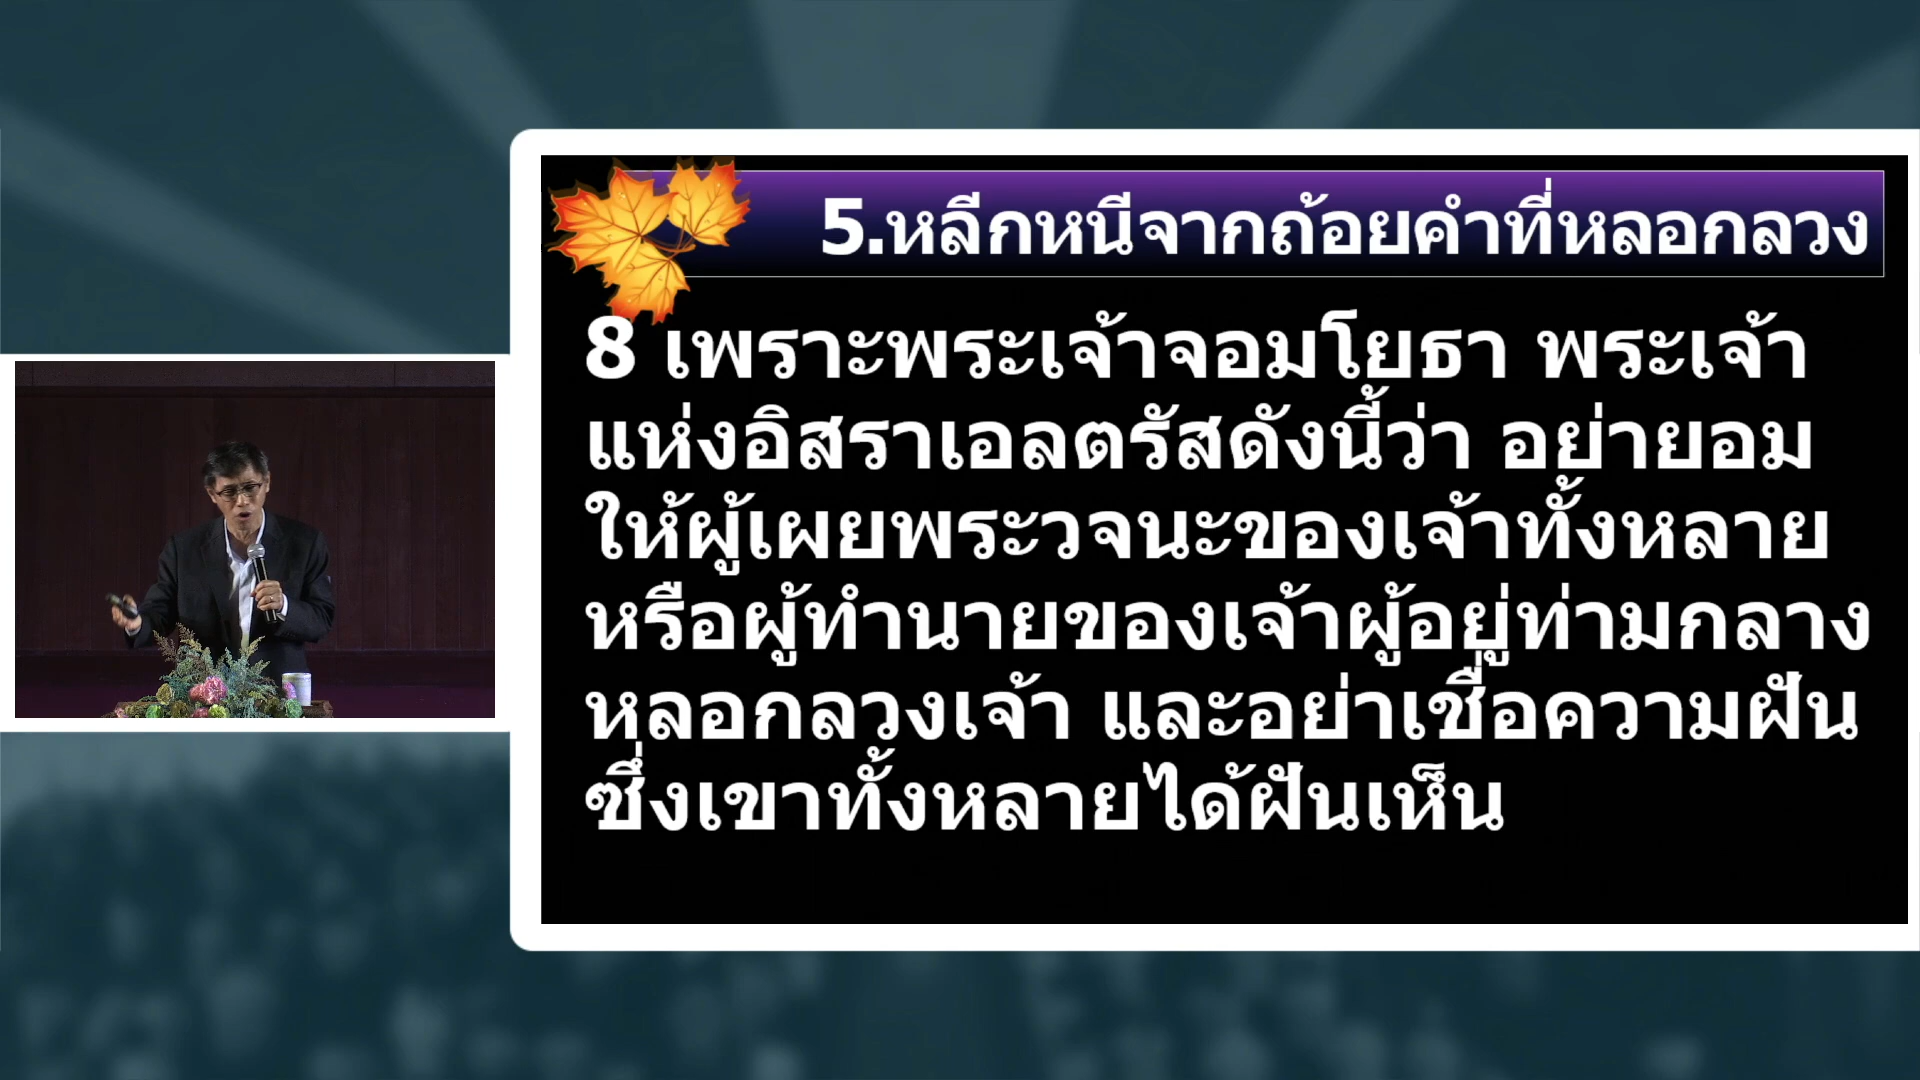 5.หลีกหนีจากถ้อยคำที่หลอกลวง
8 เพราะพระเจ้าจอมโยธา พระเจ้า
แห่งอิสราเอลตรัสดังนี้ว่า อย่ายอม
ให้ผู้เผยพระวจนะของเจ้าทั้งหลาย
หรือผู้ทำนายของเจ้าผู้อยู่ท่ามกลาง
หลอกลวงเจ้า และอย่าเชื่อความฝัน
ซึ่งเขาทั้งหลายได้ฝันเห็น